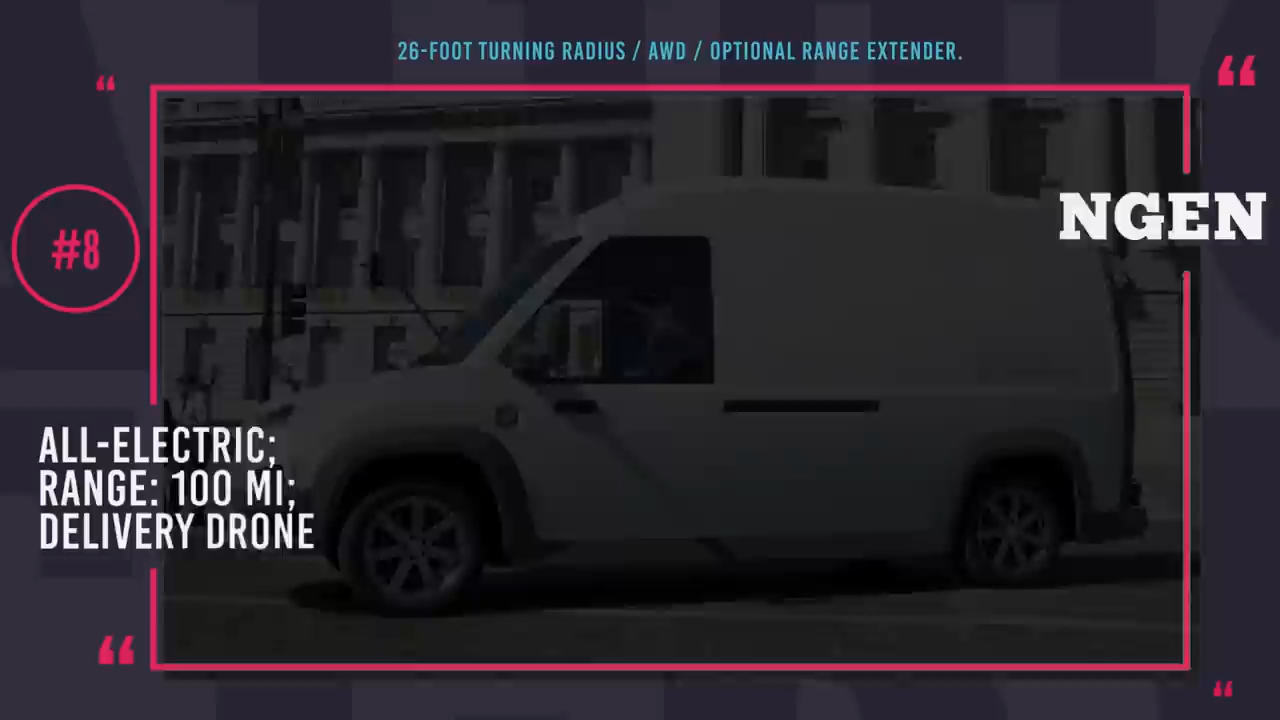 26-FOOT TURNING RADIUS / AWD / OPTIONAL RANGE EXTENDER.
NGEN
#8
ALL-ELECTRIC;
RANGE: 100 MI;
DELIVERY DRONE